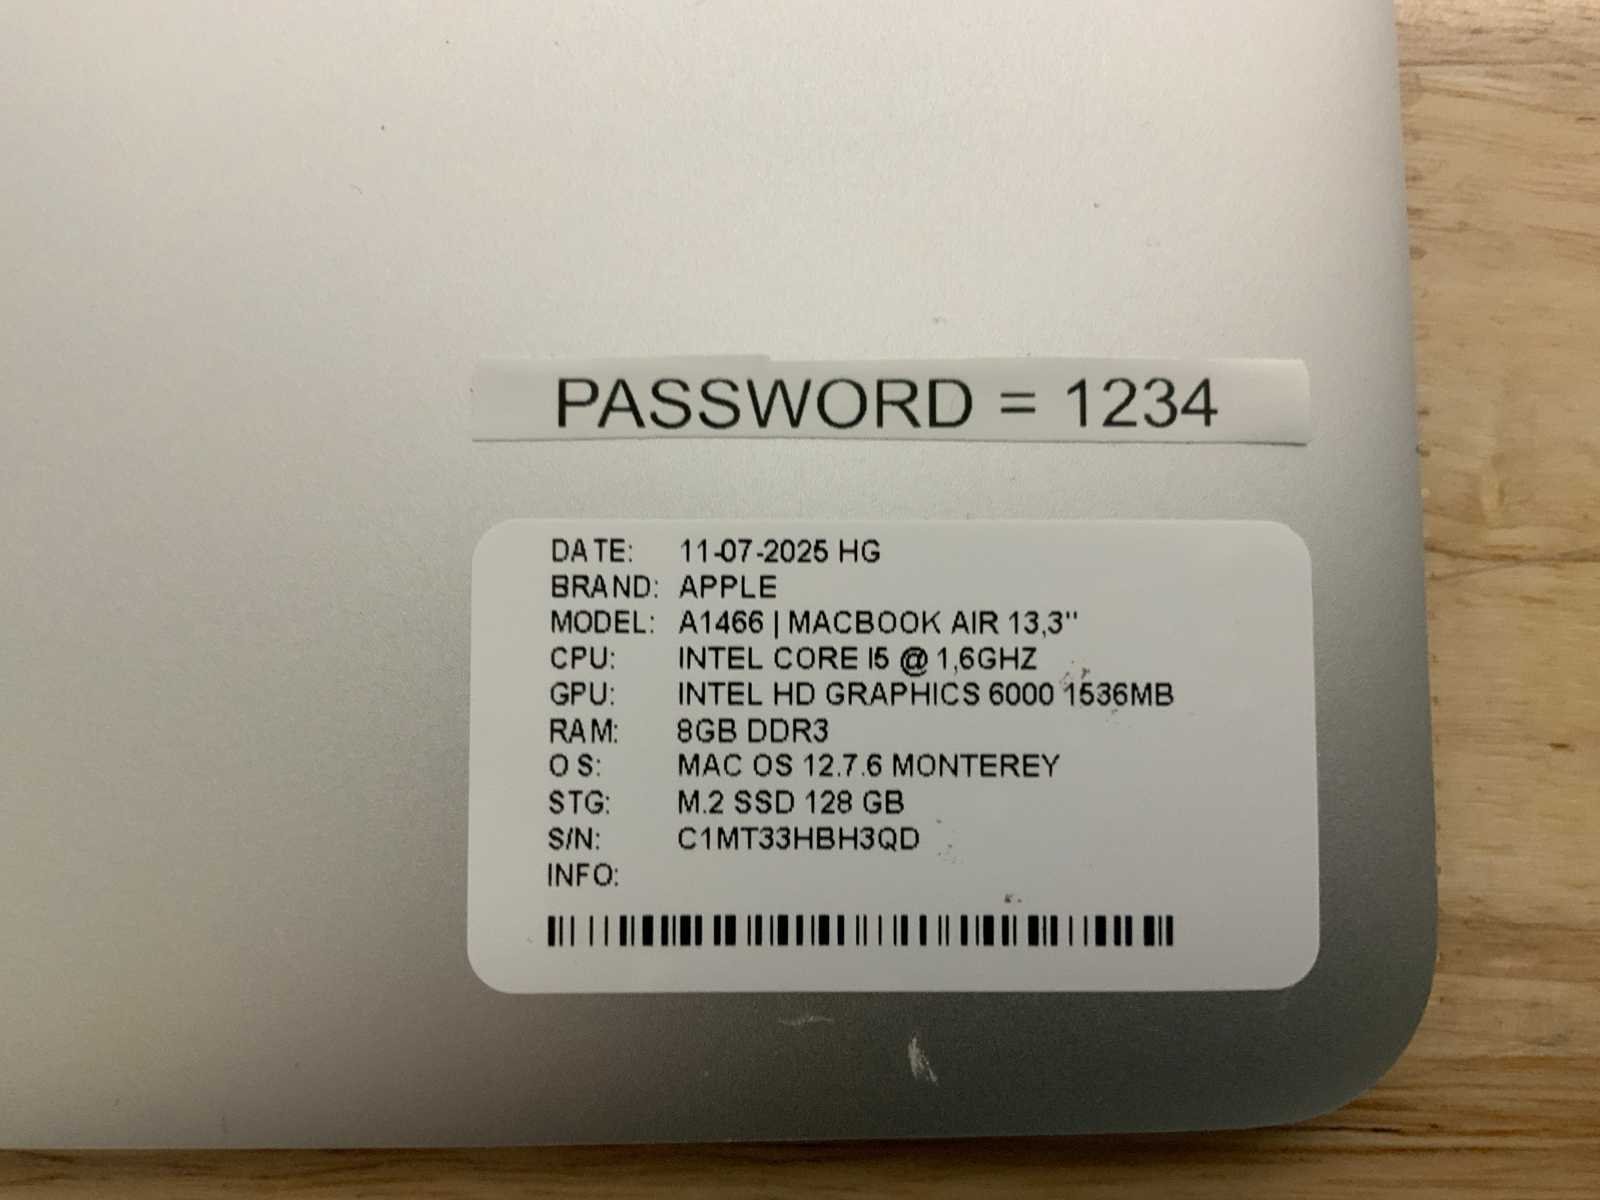 PASSWORD = 1234
DATE: 11-07-2025 HG
BRAND: APPLE
MODEL: A1466 | MACBOOK AIR 13,3"
CPU: INTEL CORE I5 @ 1,6GHZ
GPU: INTEL HD GRAPHICS 6000 1536MB
RAM: 8GB DDR3
OS: MAC OS 12.7.6 MONTEREY
STG: M.2 SSD 128 GB
S/N: C1MT33HBH3QD
INFO: